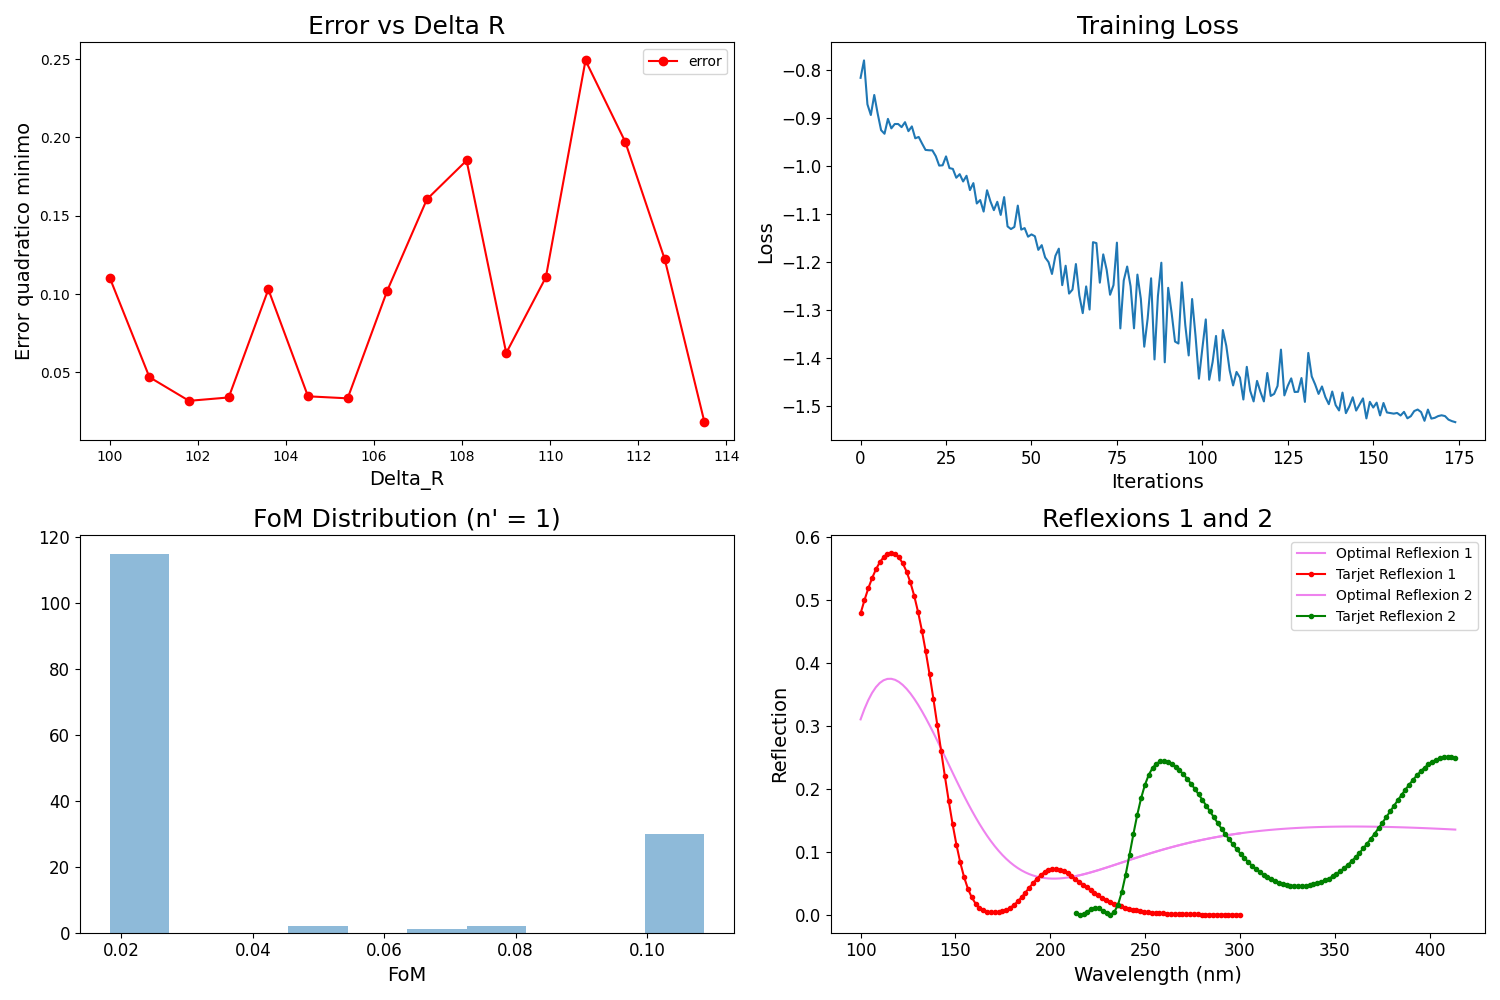 Error vs Delta R
error
Error quadratico minimo
0.25
0.20
0.15
0.10
0.05
100 102 104 106 108 110 112 114
Delta_R
Training Loss
Loss
−0.8
−0.9
−1.0
−1.1
−1.2
−1.3
−1.4
−1.5
0 25 50 75 100 125 150 175
Iterations
FoM Distribution (n' = 1)
120
100
80
60
40
20
0
0.02 0.04 0.06 0.08 0.10
FoM
Reflexions 1 and 2
Optimal Reflexion 1
Tarjet Reflexion 1
Optimal Reflexion 2
Tarjet Reflexion 2
Reflection
0.6
0.5
0.4
0.3
0.2
0.1
0.0
100 150 200 250 300 350 400
Wavelength (nm)